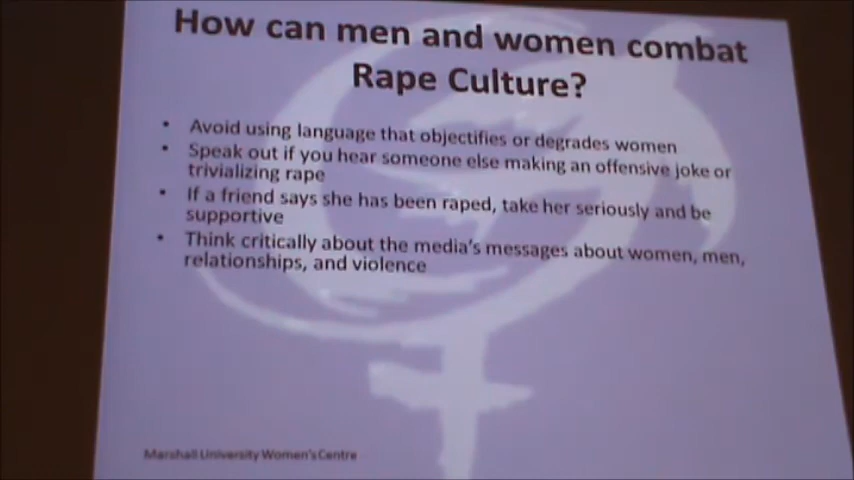 How can men and women combat
Rape Culture?
• Avoid using language that objectifies or degrades women
• Speak out if you hear someone else making an offensive joke or
trivializing rape
• If a friend says she has been raped, take her seriously and be
supportive
• Think critically about the media's messages about women, men,
relationships, and violence
Marshall University Women's Centre